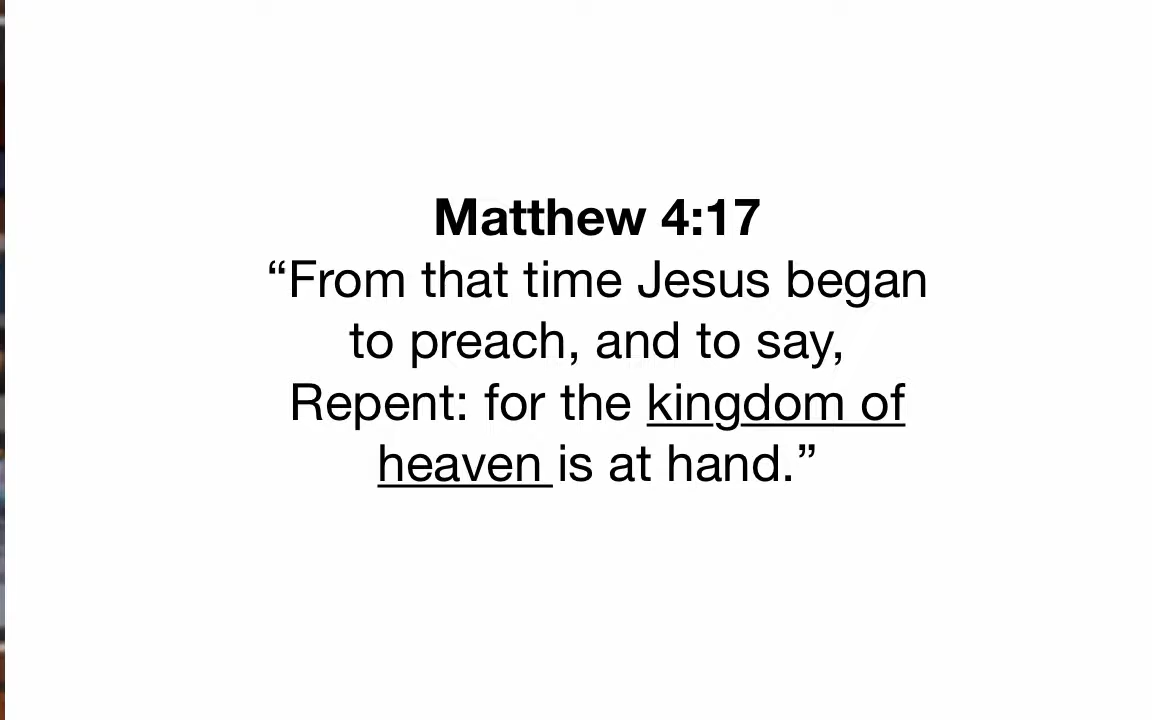 Matthew 4:17
“From that time Jesus began
to preach, and to say,
Repent: for the kingdom of
heaven is at hand.”